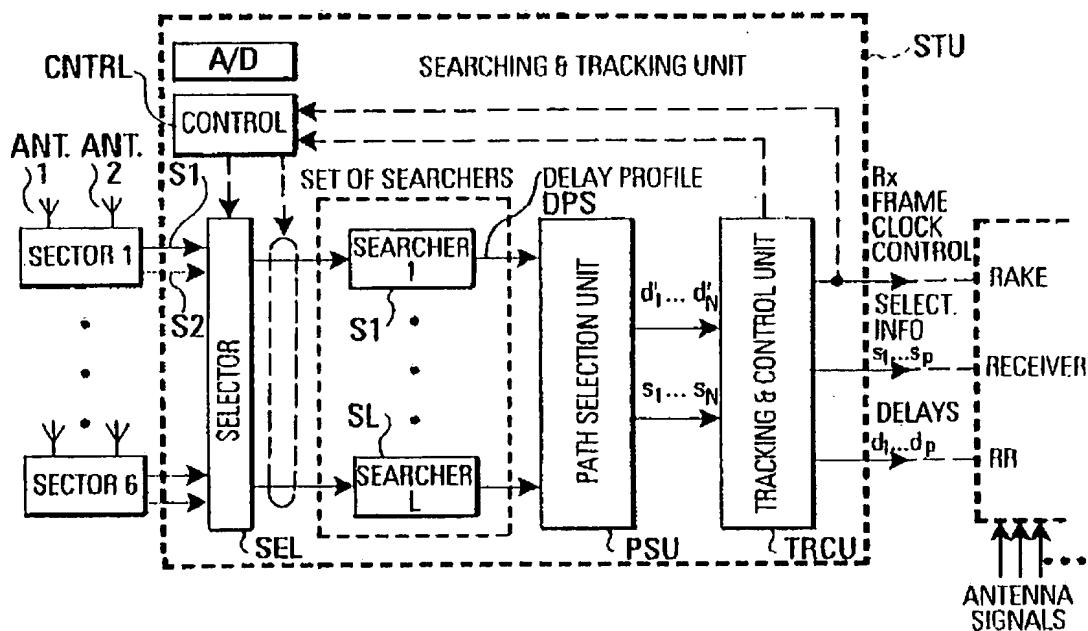 A/D
SEARCHING & TRACKING UNIT
STU
CNTRL
CONTROL
ANT. 1
ANT. 2
S1
SET OF SEARCHERS
DELAY PROFILE
DPS
Rx
FRAME
CLOCK
CONTROL
SECTOR 1
S2
SELECTOR
SEARCHER
1
S1
PATH SELECTION UNIT
d'1 ... d'N
s1 ... sN
TRACKING & CONTROL UNIT
RAKE
SELECT.
INFO
s1...sp
RECEIVER
DELAYS
d1...dp
RR
SL
SEARCHER
L
SECTOR 6
SEL
PSU
TRCU
ANTENNA
SIGNALS